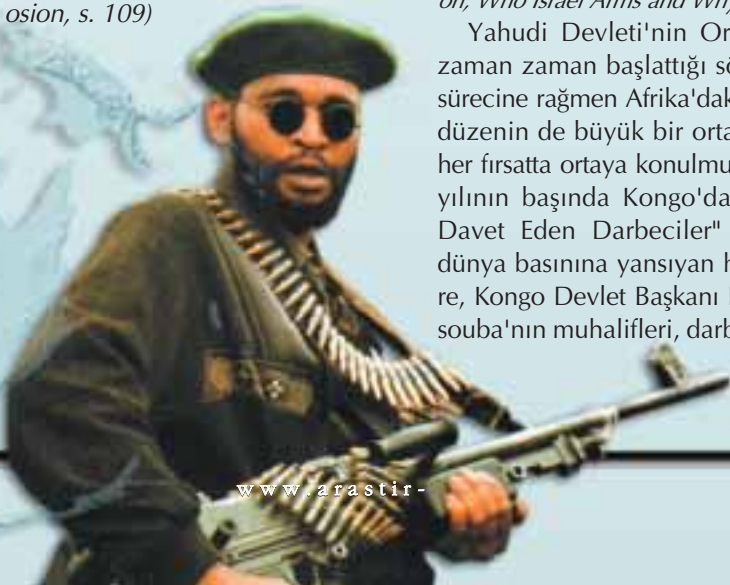 osion, s. 109)
on, Who Israel Arms and Why
Yahudi Devleti'nin Or
zaman zaman başlattığı sö
sürecine rağmen Afrika'dak
düzenin de büyük bir orta
her fırsatta ortaya konulmu
yılının başında Kongo'da
Davet Eden Darbeciler"
dünya basınına yansıyan h
re, Kongo Devlet Başkanı
souba'nın muhalifleri, darb
www.arastir-